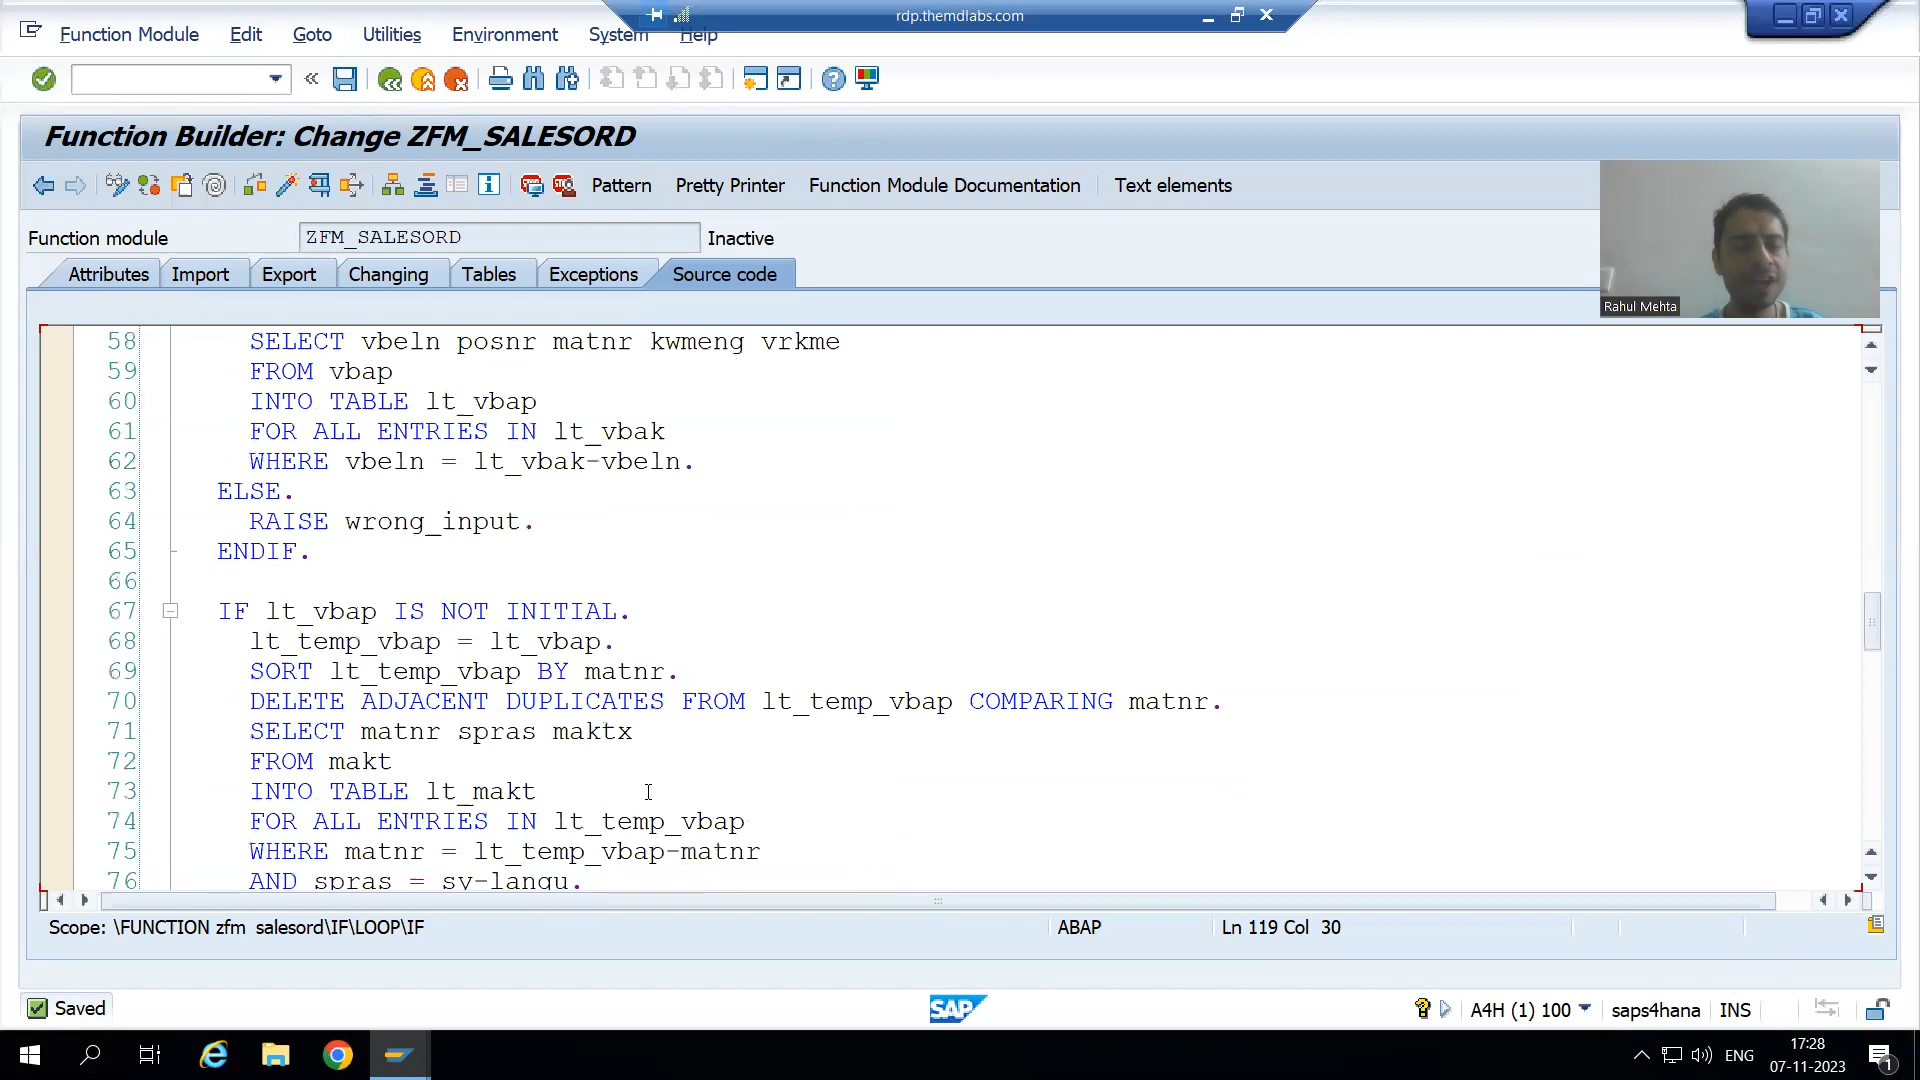 rdp.themdlabs.com
Function Module Edit Goto Utilities Environment System Help
Function Builder: Change ZFM_SALESORD
Pattern Pretty Printer Function Module Documentation Text elements
Function module ZFM_SALESORD Inactive
Attributes Import Export Changing Tables Exceptions Source code
Rahul Mehta
58 SELECT vbeln posnr matnr kwmeng vrkme
59 FROM vbap
60 INTO TABLE lt_vbap
61 FOR ALL ENTRIES IN lt_vbak
62 WHERE vbeln = lt_vbak-vbeln.
63 ELSE.
64 RAISE wrong_input.
65 ENDIF.
66
67 IF lt_vbap IS NOT INITIAL.
68 lt_temp_vbap = lt_vbap.
69 SORT lt_temp_vbap BY matnr.
70 DELETE ADJACENT DUPLICATES FROM lt_temp_vbap COMPARING matnr.
71 SELECT matnr spras maktx
72 FROM makt
73 INTO TABLE lt_makt
74 FOR ALL ENTRIES IN lt_temp_vbap
75 WHERE matnr = lt_temp_vbap-matnr
76 AND spras = sy-langu.
Scope: \FUNCTION zfm_salesord\IF\LOOP\IF ABAP Ln 119 Col 30
Saved SAP A4H (1) 100 saps4hana INS
ENG 17:28
07-11-2023 1